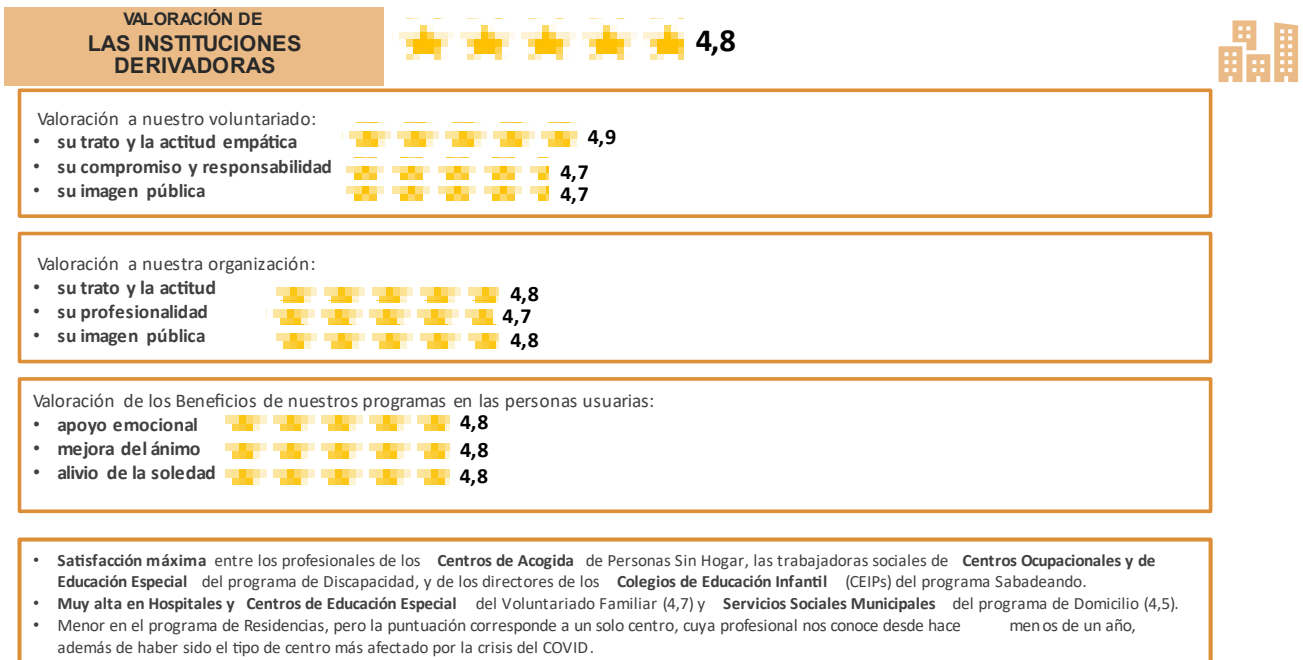 VALORACIÓN DE
LAS INSTITUCIONES
DERIVADORAS
4,8
Valoración a nuestro voluntariado:
• su trato y la actitud empática 4,9
• su compromiso y responsabilidad 4,7
• su imagen pública 4,7
Valoración a nuestra organización:
• su trato y la actitud 4,8
• su profesionalidad 4,7
• su imagen pública 4,8
Valoración de los Beneficios de nuestros programas en las personas usuarias:
• apoyo emocional 4,8
• mejora del ánimo 4,8
• alivio de la soledad 4,8
• Satisfacción máxima entre los profesionales de los Centros de Acogida de Personas Sin Hogar, las trabajadoras sociales de Centros Ocupacionales y de
Educación Especial del programa de Discapacidad, y de los directores de los Colegios de Educación Infantil (CEIPs) del programa Sabadeando.
• Muy alta en Hospitales y Centros de Educación Especial del Voluntariado Familiar (4,7) y Servicios Sociales Municipales del programa de Domicilio (4,5).
• Menor en el programa de Residencias, pero la puntuación corresponde a un solo centro, cuya profesional nos conoce desde hace menos de un año,
además de haber sido el tipo de centro más afectado por la crisis del COVID.